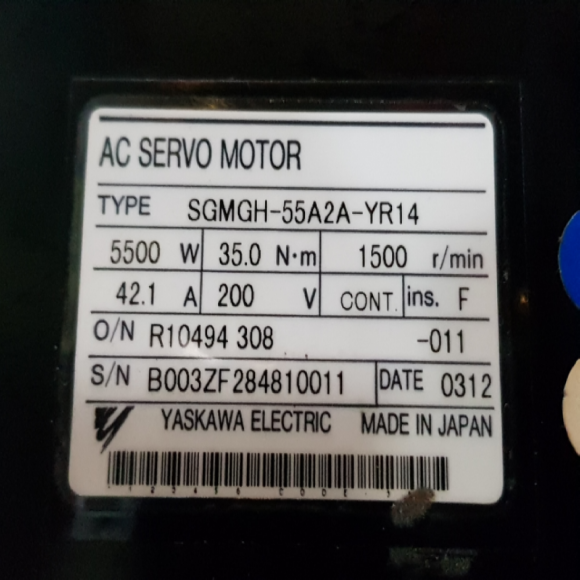 AC SERVO MOTOR
TYPE SGMGH-55A2A-YR14
5500 W 35.0 N·m 1500 r/min
42.1 A 200 V CONT. ins. F
O/N R10494 308 -011
S/N B003ZF284810011 DATE 0312
YASKAWA ELECTRIC MADE IN JAPAN